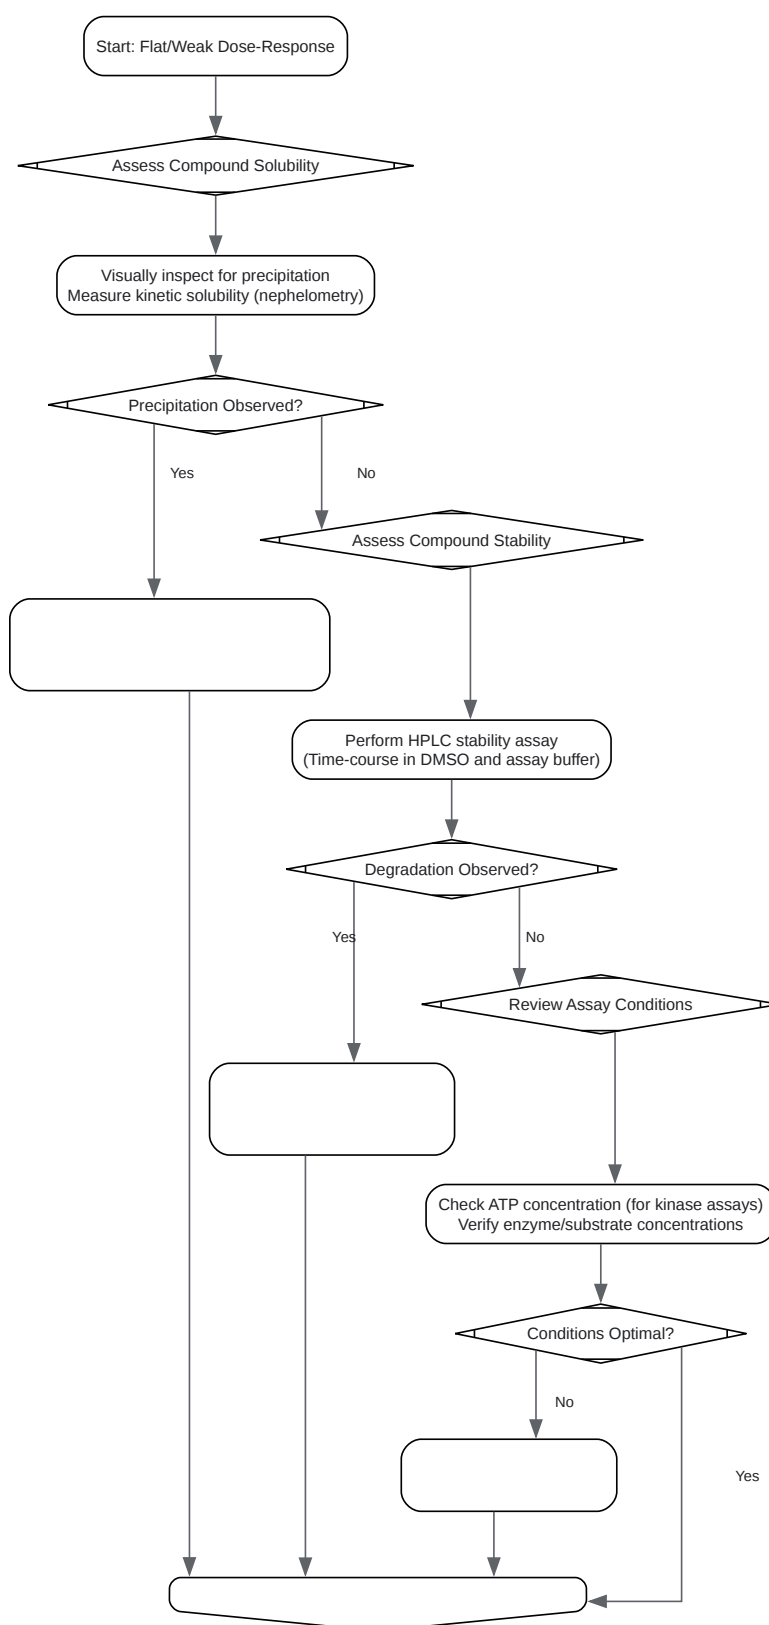 Start: Flat/Weak Dose-Response
Assess Compound Solubility
Visually inspect for precipitation
Measure kinetic solubility (nephelometry)
Precipitation Observed?
Yes
No
Assess Compound Stability
Perform HPLC stability assay
(Time-course in DMSO and assay buffer)
Degradation Observed?
Yes
No
Review Assay Conditions
Check ATP concentration (for kinase assays)
Verify enzyme/substrate concentrations
Conditions Optimal?
No
Yes